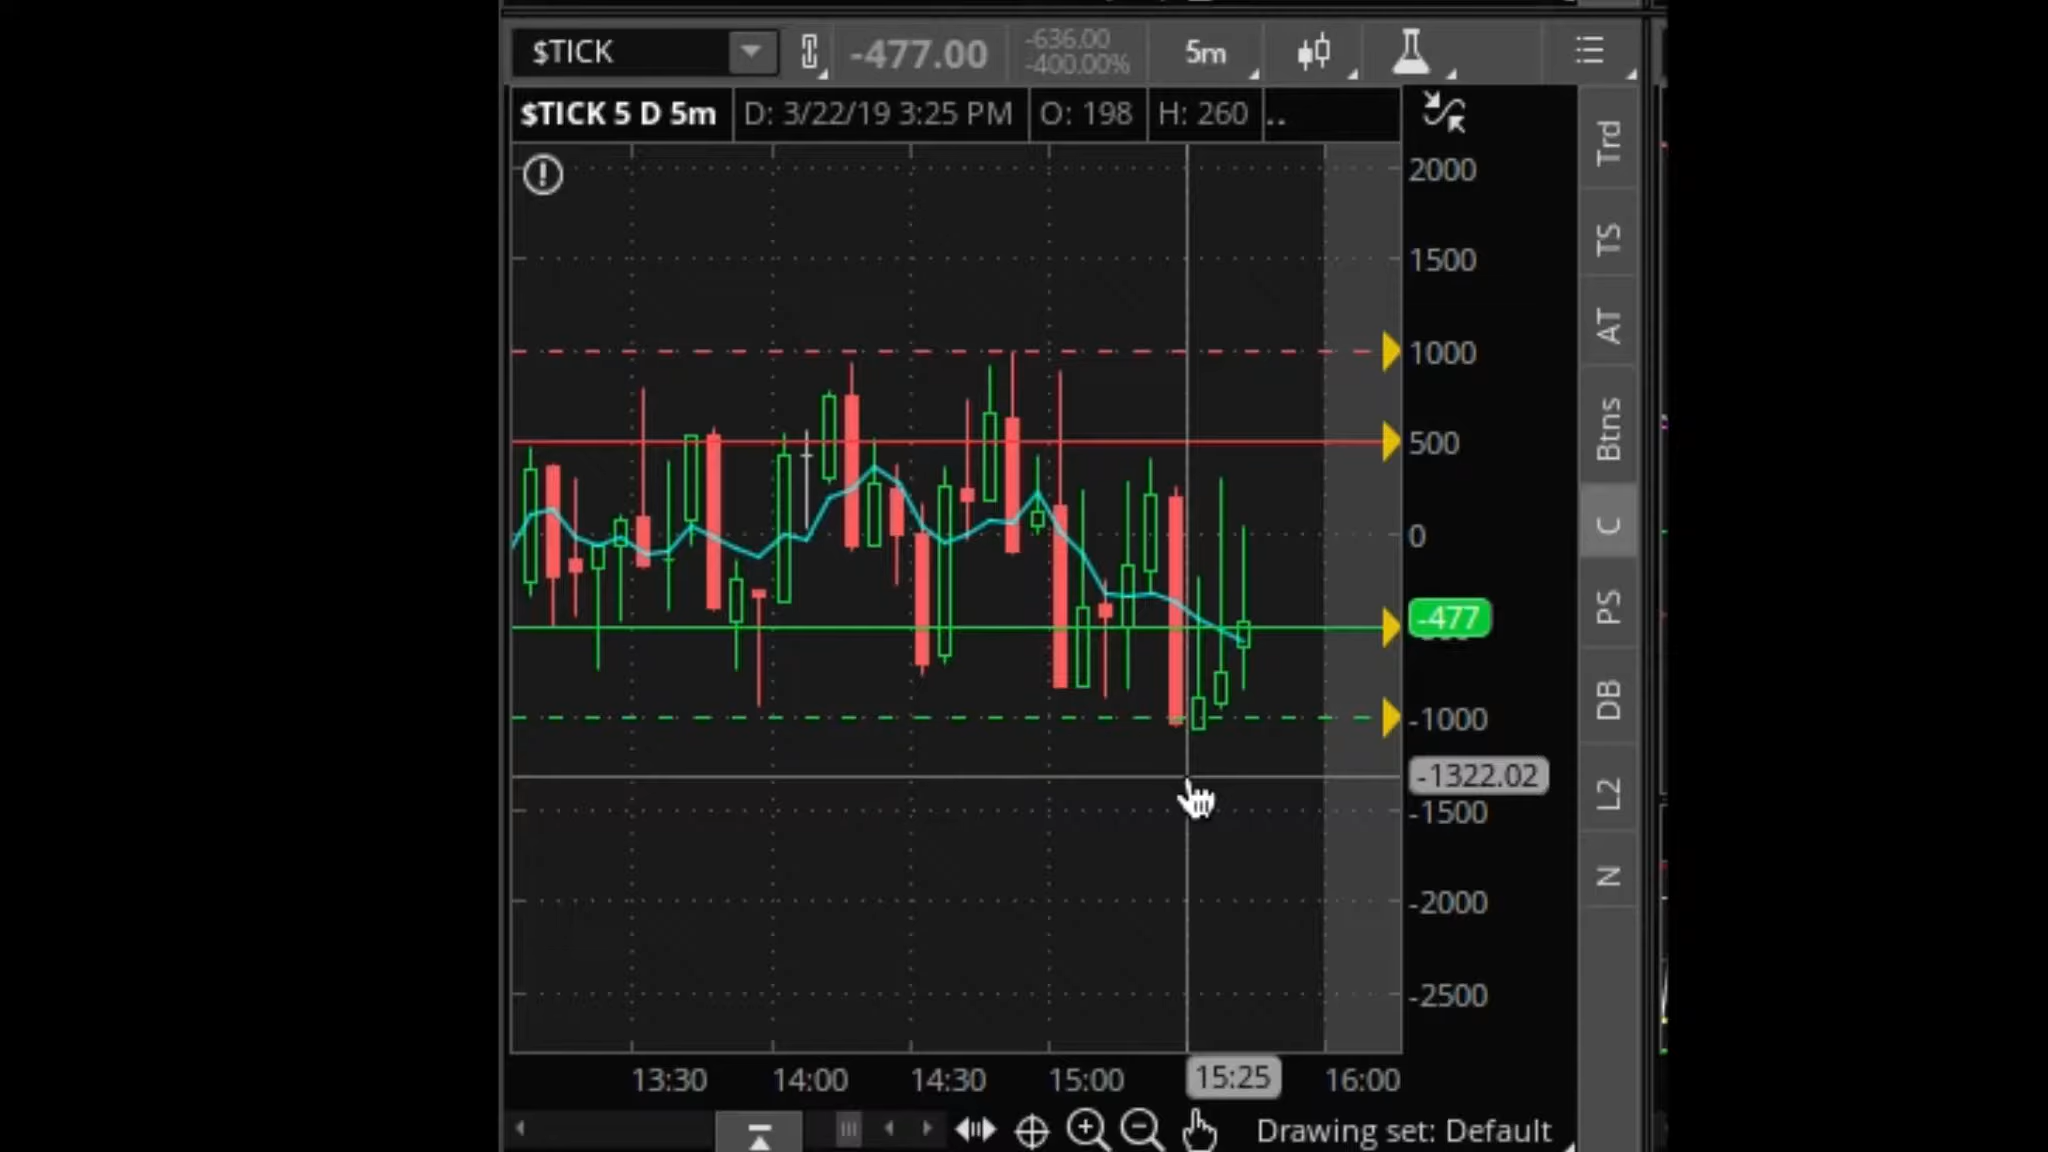 $TICK -477.00 -636.00 5m
-400.00%
$TICK 5 D 5m D: 3/22/19 3:25 PM O: 198 H: 260 ..
2000
1500
1000
500
0
-477
-1000
-1322.02
-1500
-2000
-2500
Trd
TS
AT
Btns
C
PS
DB
L2
N
13:30 14:00 14:30 15:00 15:25 16:00
Drawing set: Default